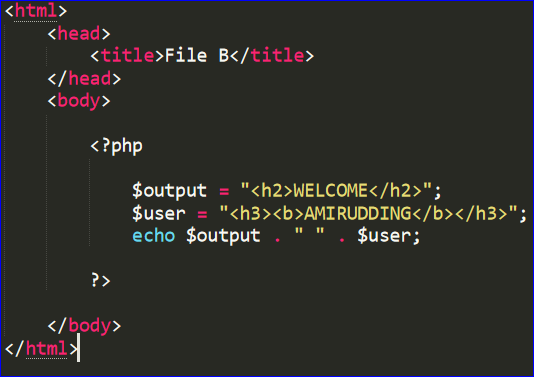 <html>
<head>
<title>File B</title>
</head>
<body>
<?php
$output = "<h2>WELCOME</h2>";
$user = "<h3><b>AMIRUDDING</b></h3>";
echo $output . " " . $user;
?>
</body>
</html>